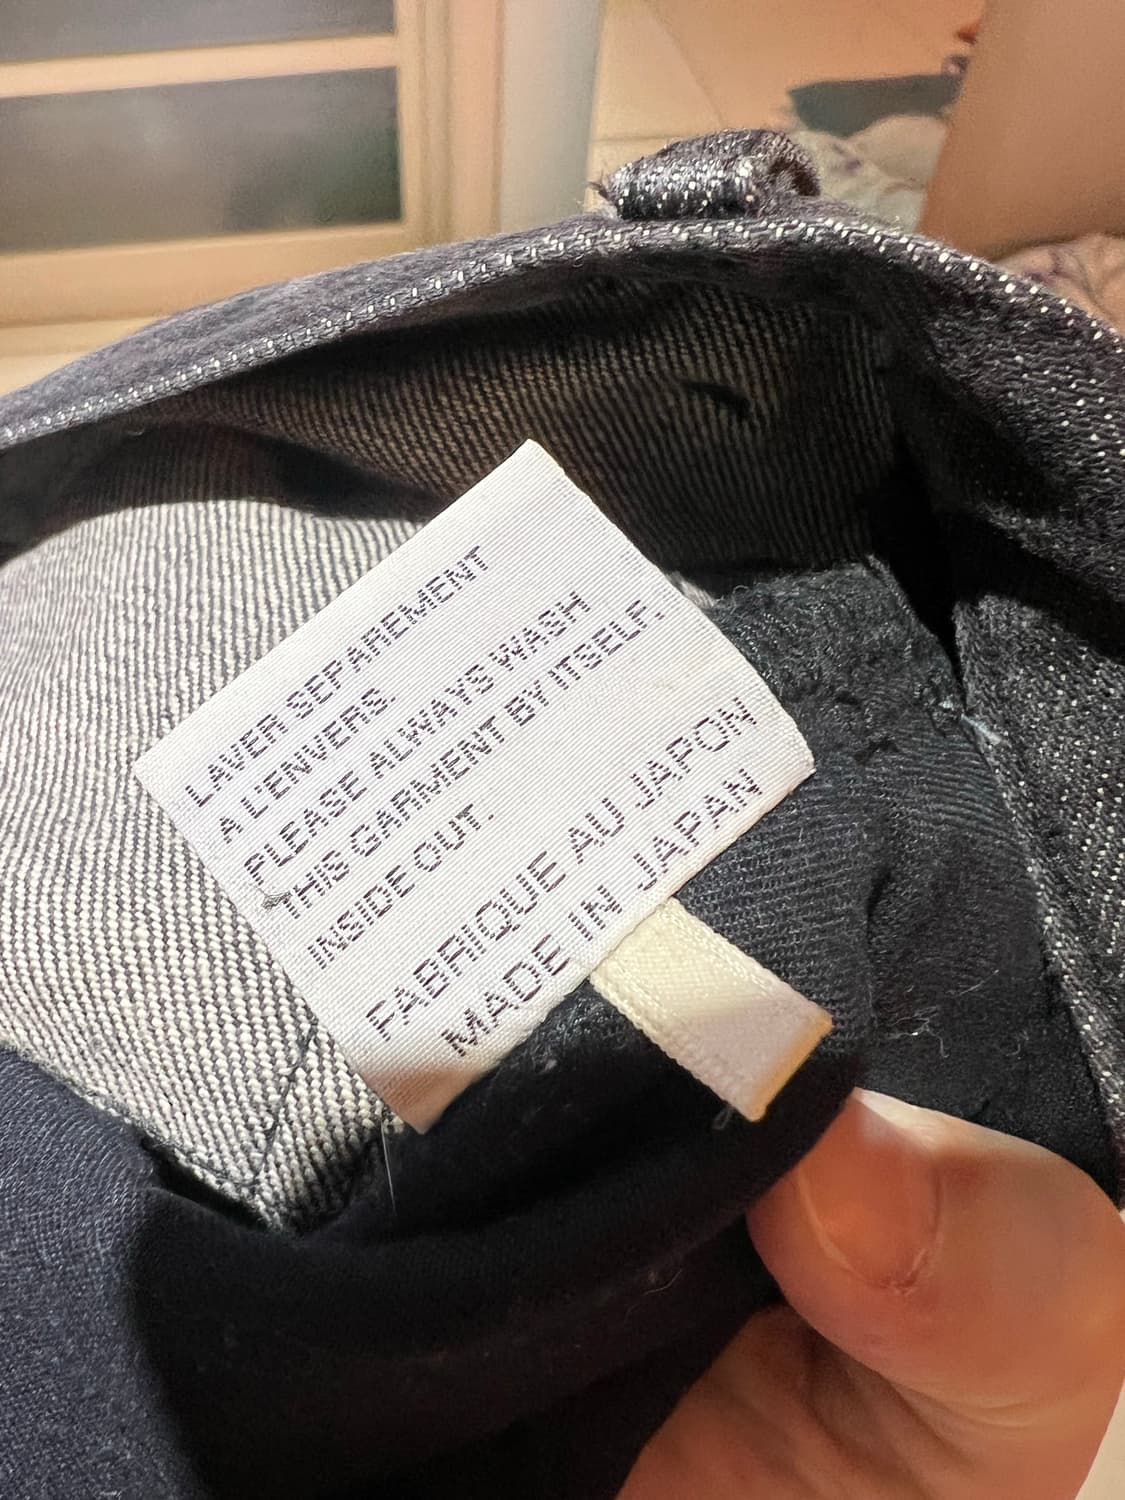 LAVER SEPAREMENT
A L'ENVERS.
PLEASE ALWAYS WASH
THIS GARMENT BY ITSELF.
INSIDE OUT.
FABRIQUE AU JAPON
MADE IN JAPAN